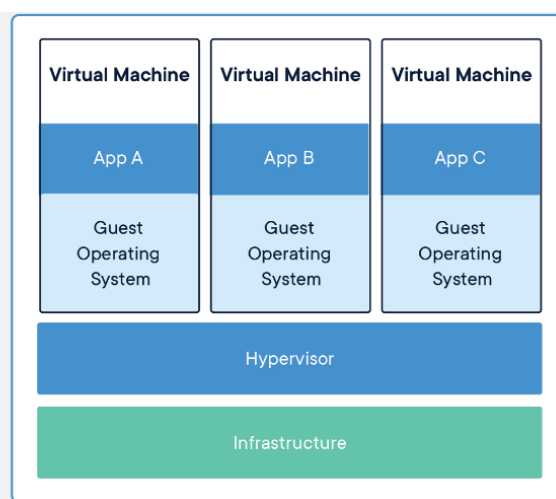 Virtual Machine
App A
Guest
Operating
System
Virtual Machine
App B
Guest
Operating
System
Virtual Machine
App C
Guest
Operating
System
Hypervisor
Infrastructure